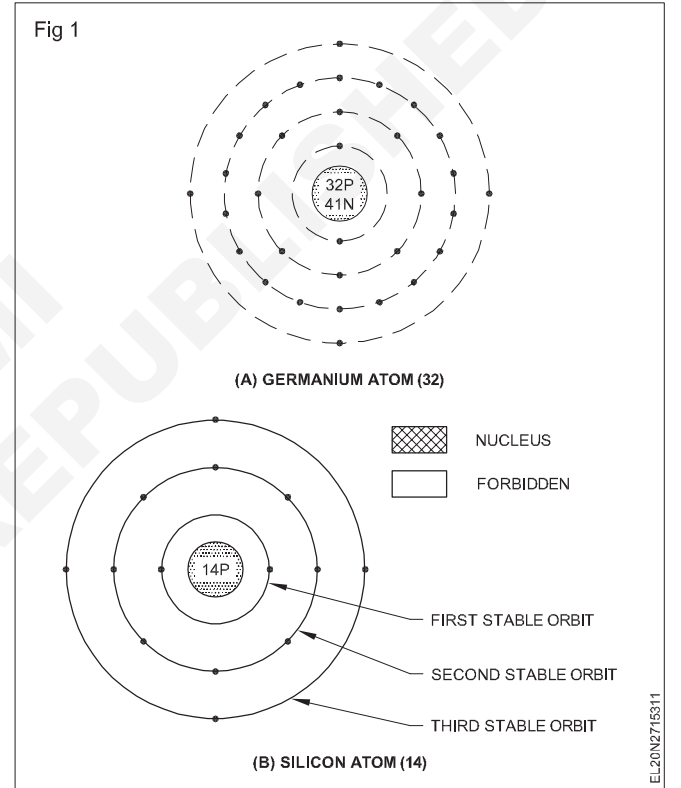 Fig 1
32P
41N
(A) GERMANIUM ATOM (32)
NUCLEUS
FORBIDDEN
14P
FIRST STABLE ORBIT
SECOND STABLE ORBIT
THIRD STABLE ORBIT
(B) SILICON ATOM (14)
EL20N2715311